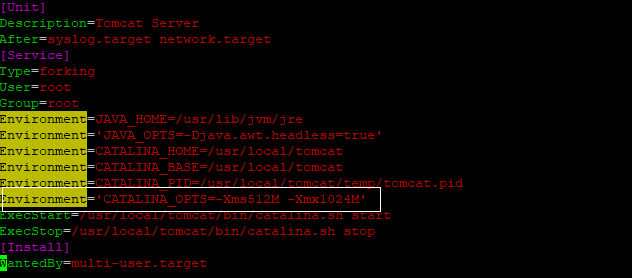 [Unit]
Description=Tomcat Server
After=syslog.target network.target
[Service]
Type=forking
User=root
Group=root
Environment=JAVA_HOME=/usr/lib/jvm/jre
Environment='JAVA_OPTS=-Djava.awt.headless=true'
Environment=CATALINA_HOME=/usr/local/tomcat
Environment=CATALINA_BASE=/usr/local/tomcat
Environment=CATALINA_PID=/usr/local/tomcat/temp/tomcat.pid
Environment='CATALINA_OPTS=-Xms512M -Xmx1024M'
ExecStart=/usr/local/tomcat/bin/catalina.sh start
ExecStop=/usr/local/tomcat/bin/catalina.sh stop
[Install]
WantedBy=multi-user.target